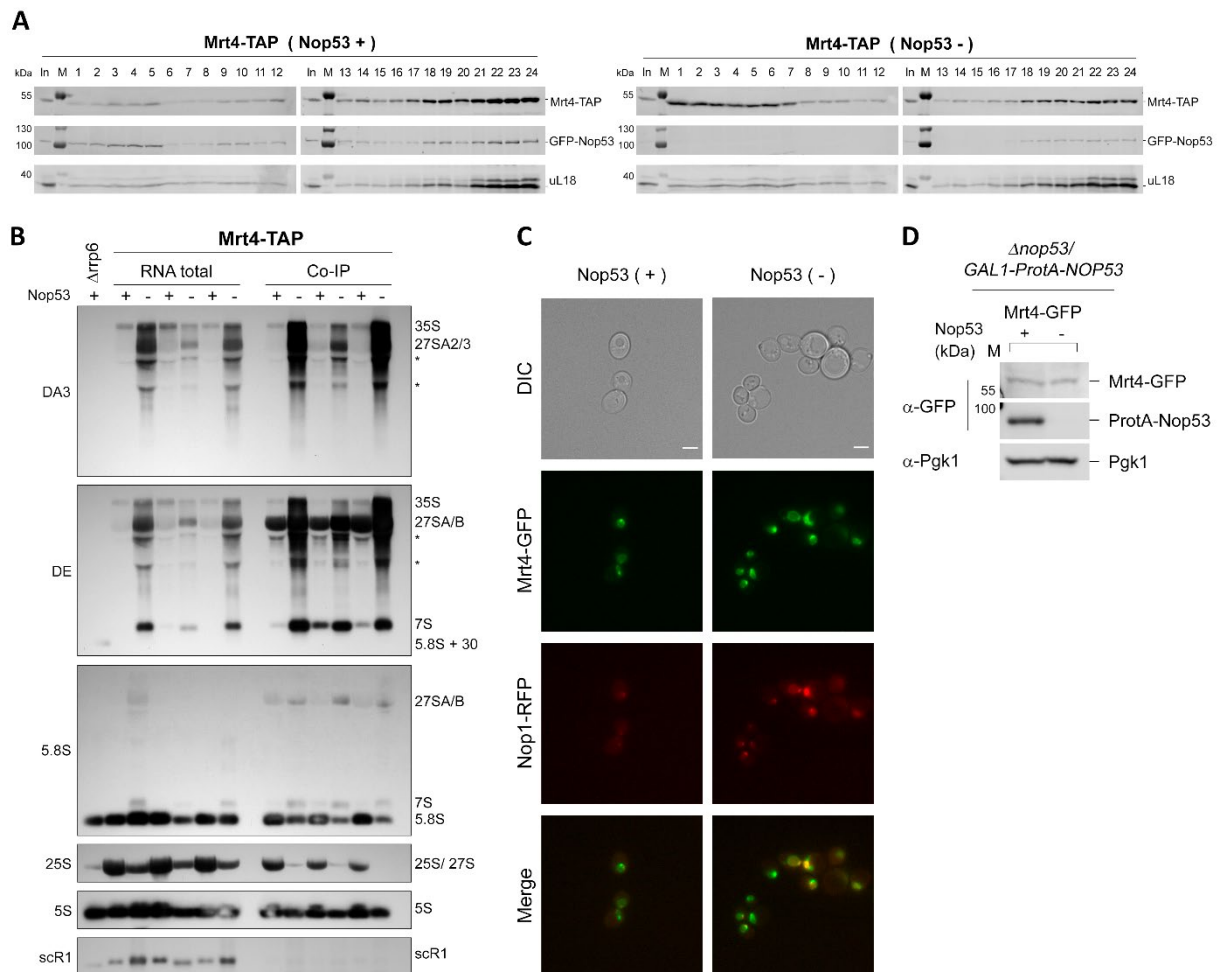 A
Mrt4-TAP ( Nop53 + )
Mrt4-TAP ( Nop53 - )
kDa In M 1 2 3 4 5 6 7 8 9 10 11 12 In M 13 14 15 16 17 18 19 20 21 22 23 24
kDa In M 1 2 3 4 5 6 7 8 9 10 11 12 In M 13 14 15 16 17 18 19 20 21 22 23 24
55 Mrt4-TAP 55 Mrt4-TAP
130
100 GFP-Nop53
130
100 GFP-Nop53
40 uL18 40 uL18
B
Δrrp6
Mrt4-TAP
RNA total Co-IP
Nop53 + + - + - + - + - + - + -
DA3
35S
27SA2/3
*
*
DE
35S
27SA/B
*
*
7S
5.8S + 30
5.8S
27SA/B
7S
5.8S
25S 25S/ 27S
5S 5S
scR1 scR1
C
Nop53 ( + ) Nop53 ( - )
DIC
Mrt4-GFP
Nop1-RFP
Merge
D
Δnop53/
GAL1-ProtA-NOP53
Mrt4-GFP
Nop53 + -
(kDa) M
α-GFP
55 Mrt4-GFP
100 ProtA-Nop53
α-Pgk1 Pgk1